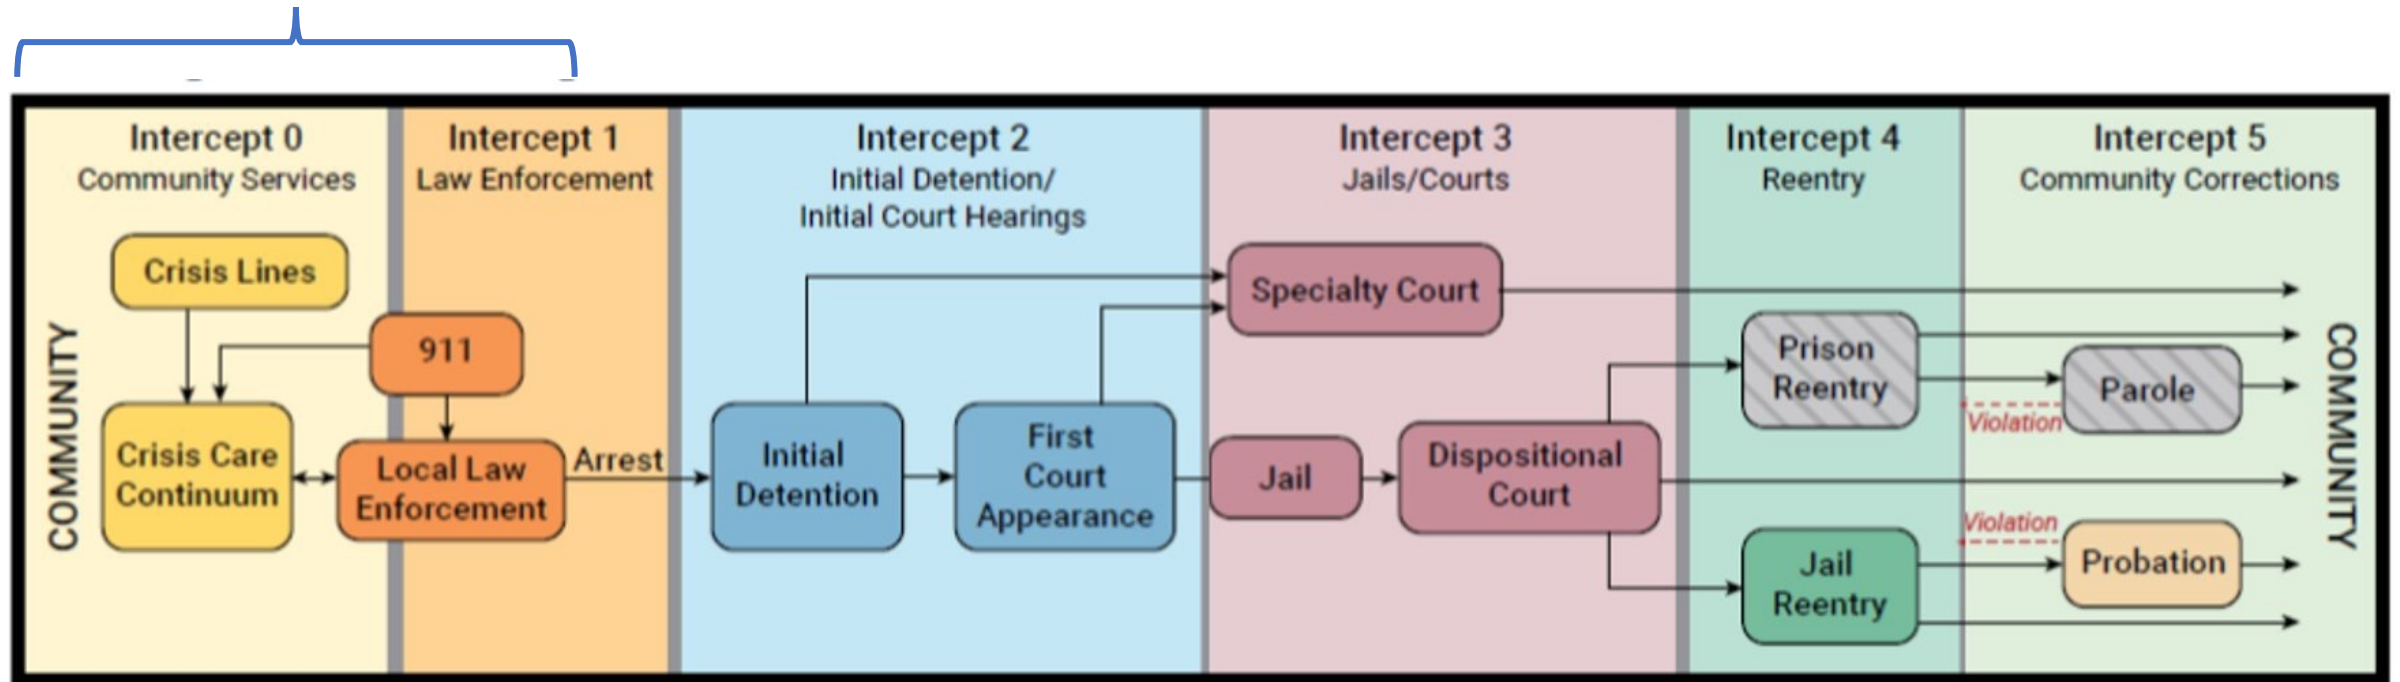 Intercept 0
Community Services
Intercept 1
Law Enforcement
Intercept 2
Initial Detention/
Initial Court Hearings
Intercept 3
Jails/Courts
Intercept 4
Reentry
Intercept 5
Community Corrections
COMMUNITY
Crisis Lines
911
Crisis Care
Continuum
Local Law
Enforcement
Arrest
Initial
Detention
First
Court
Appearance
Specialty Court
Jail
Dispositional
Court
Prison
Reentry
Violation
Parole
Jail
Reentry
Violation
Probation
COMMUNITY